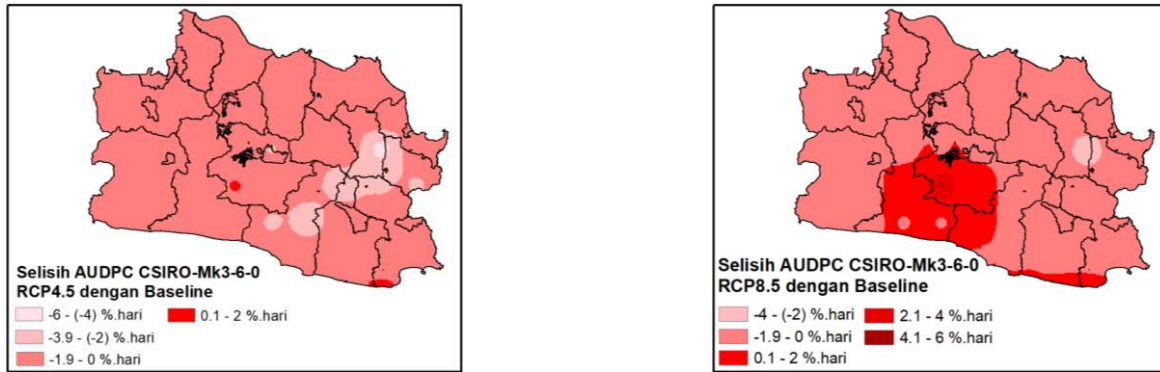 Selisih AUDPC CSIRO-Mk3-6-0
RCP4.5 dengan Baseline
-6 - (-4) %.hari
0.1 - 2 %.hari
-3.9 - (-2) %.hari
-1.9 - 0 %.hari
Selisih AUDPC CSIRO-Mk3-6-0
RCP8.5 dengan Baseline
-4 - (-2) %.hari
2.1 - 4 %.hari
-1.9 - 0 %.hari
4.1 - 6 %.hari
0.1 - 2 %.hari